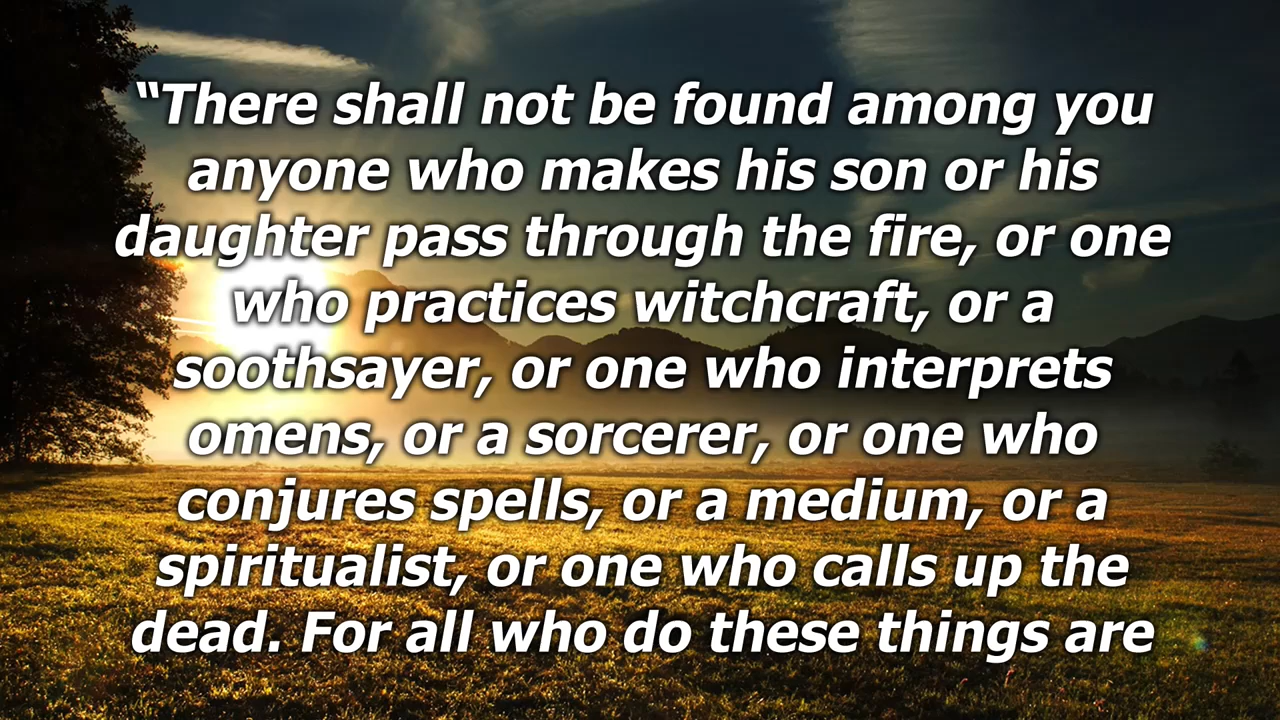 “There shall not be found among you
anyone who makes his son or his
daughter pass through the fire, or one
who practices witchcraft, or a
soothsayer, or one who interprets
omens, or a sorcerer, or one who
conjures spells, or a medium, or a
spiritualist, or one who calls up the
dead. For all who do these things are